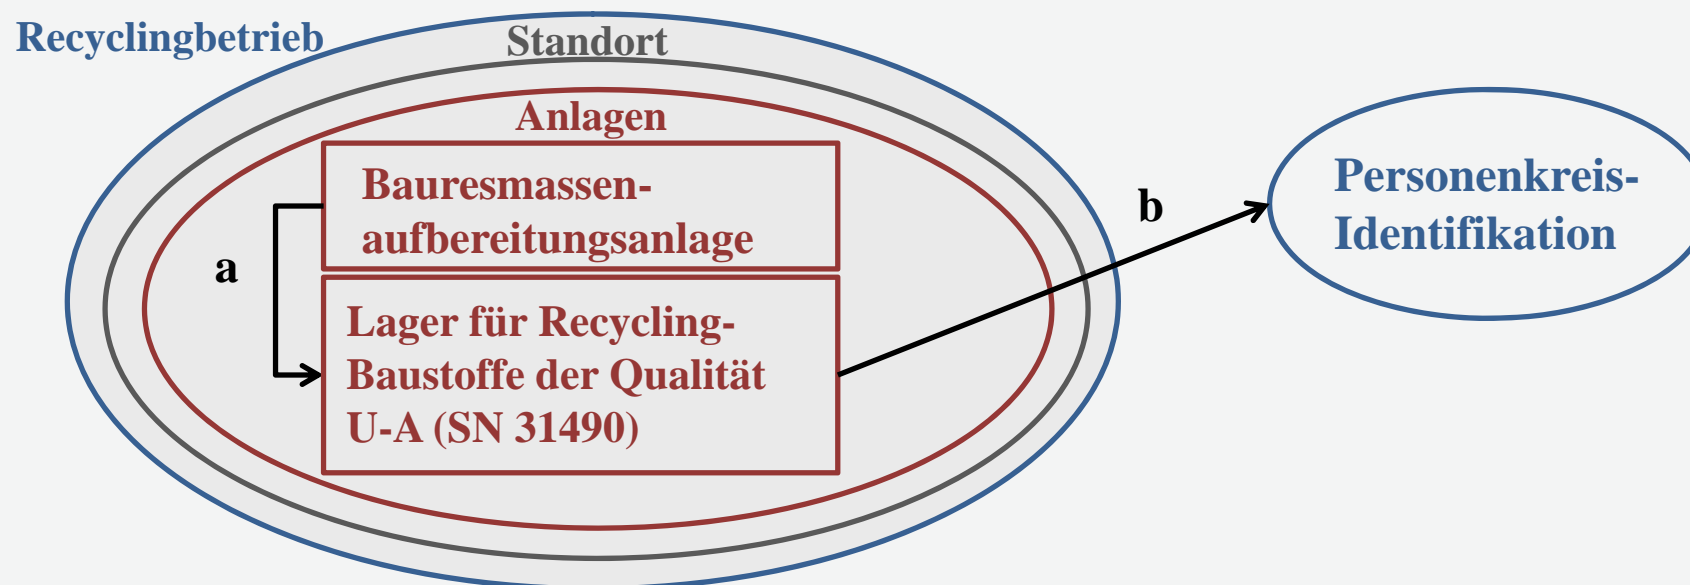 Recyclingbetrieb
Standort
Anlagen
Bauresmassen-
aufbereitungsanlage
a
Lager für Recycling-
Baustoffe der Qualität
U-A (SN 31490)
b
Personenkreis-
Identifikation